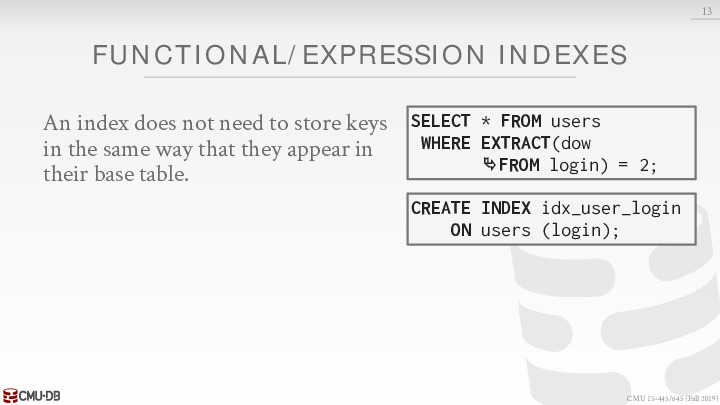 13
FUNCTIONAL/EXPRESSION INDEXES
An index does not need to store keys
in the same way that they appear in
their base table.
SELECT * FROM users
WHERE EXTRACT(dow
↳FROM login) = 2;
CREATE INDEX idx_user_login
ON users (login);
CMU·DB
CMU 15-445/645 (Fall 2019)